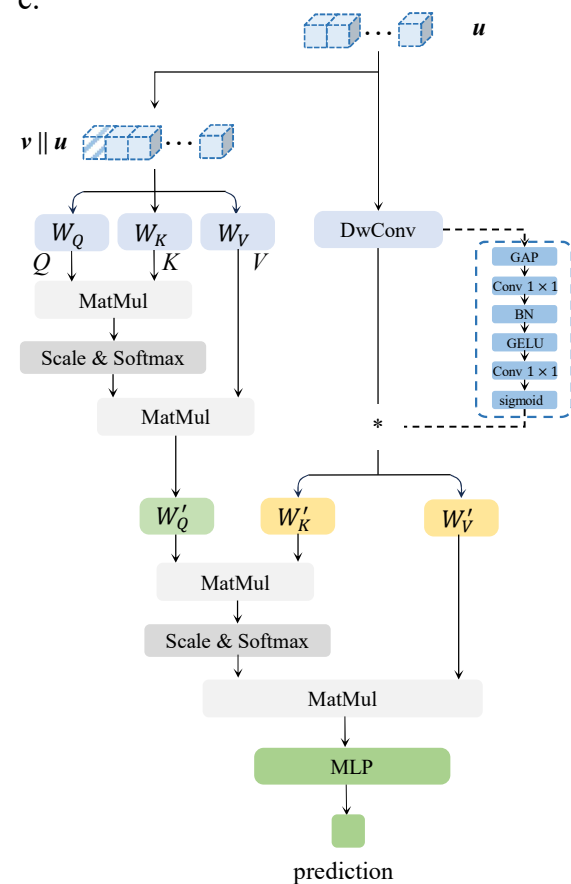 c.
u
v || u
W_Q W_K W_V
Q K V
DwConv
GAP
Conv 1 × 1
BN
GELU
Conv 1 × 1
sigmoid
MatMul
Scale & Softmax
MatMul
*
W'_Q W'_K W'_V
MatMul
Scale & Softmax
MatMul
MLP
prediction